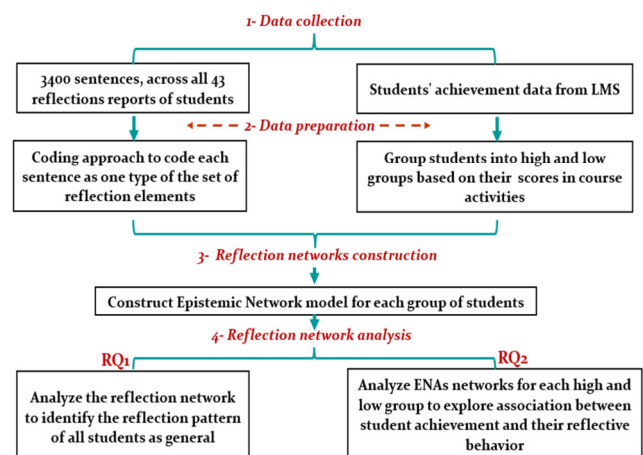 1- Data collection
3400 sentences, across all 43
reflections reports of students
Students' achievement data from LMS
2- Data preparation
Coding approach to code each
sentence as one type of the set of
reflection elements
Group students into high and low
groups based on their scores in course
activities
3- Reflection networks construction
Construct Epistemic Network model for each group of students
4- Reflection network analysis
RQ1
RQ2
Analyze the reflection network
to identify the reflection pattern
of all students as general
Analyze ENAs networks for each high and
low group to explore association between
student achievement and their reflective
behavior